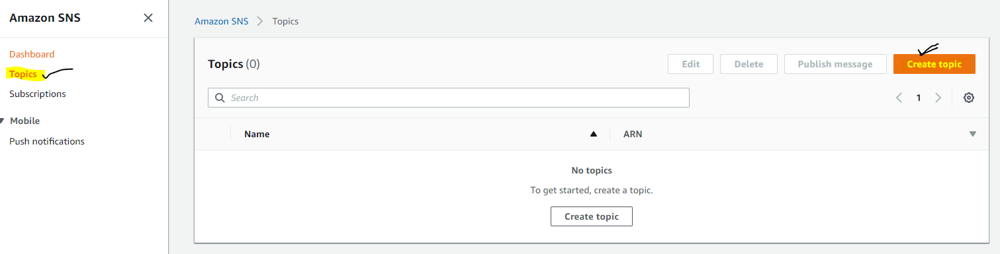 Amazon SNS
Dashboard
Topics
Subscriptions
Mobile
Push notifications
Amazon SNS > Topics
Topics (0)
Edit Delete Publish message Create topic
Search
1
Name ARN
No topics
To get started, create a topic.
Create topic